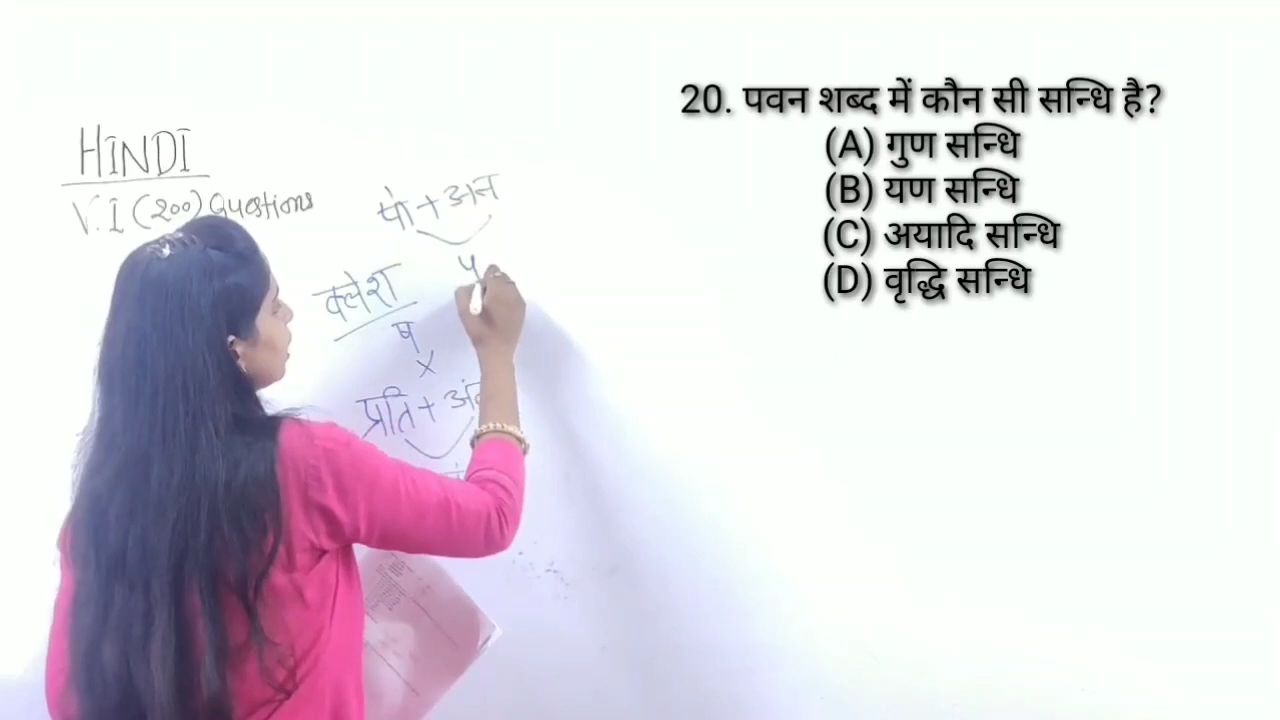 HINDI
V.I (200) Questions
पो + अन
प
क्लेश
ष
×
प्रति +
20. पवन शब्द में कौन सी सन्धि है?
(A) गुण सन्धि
(B) यण सन्धि
(C) अयादि सन्धि
(D) वृद्धि सन्धि